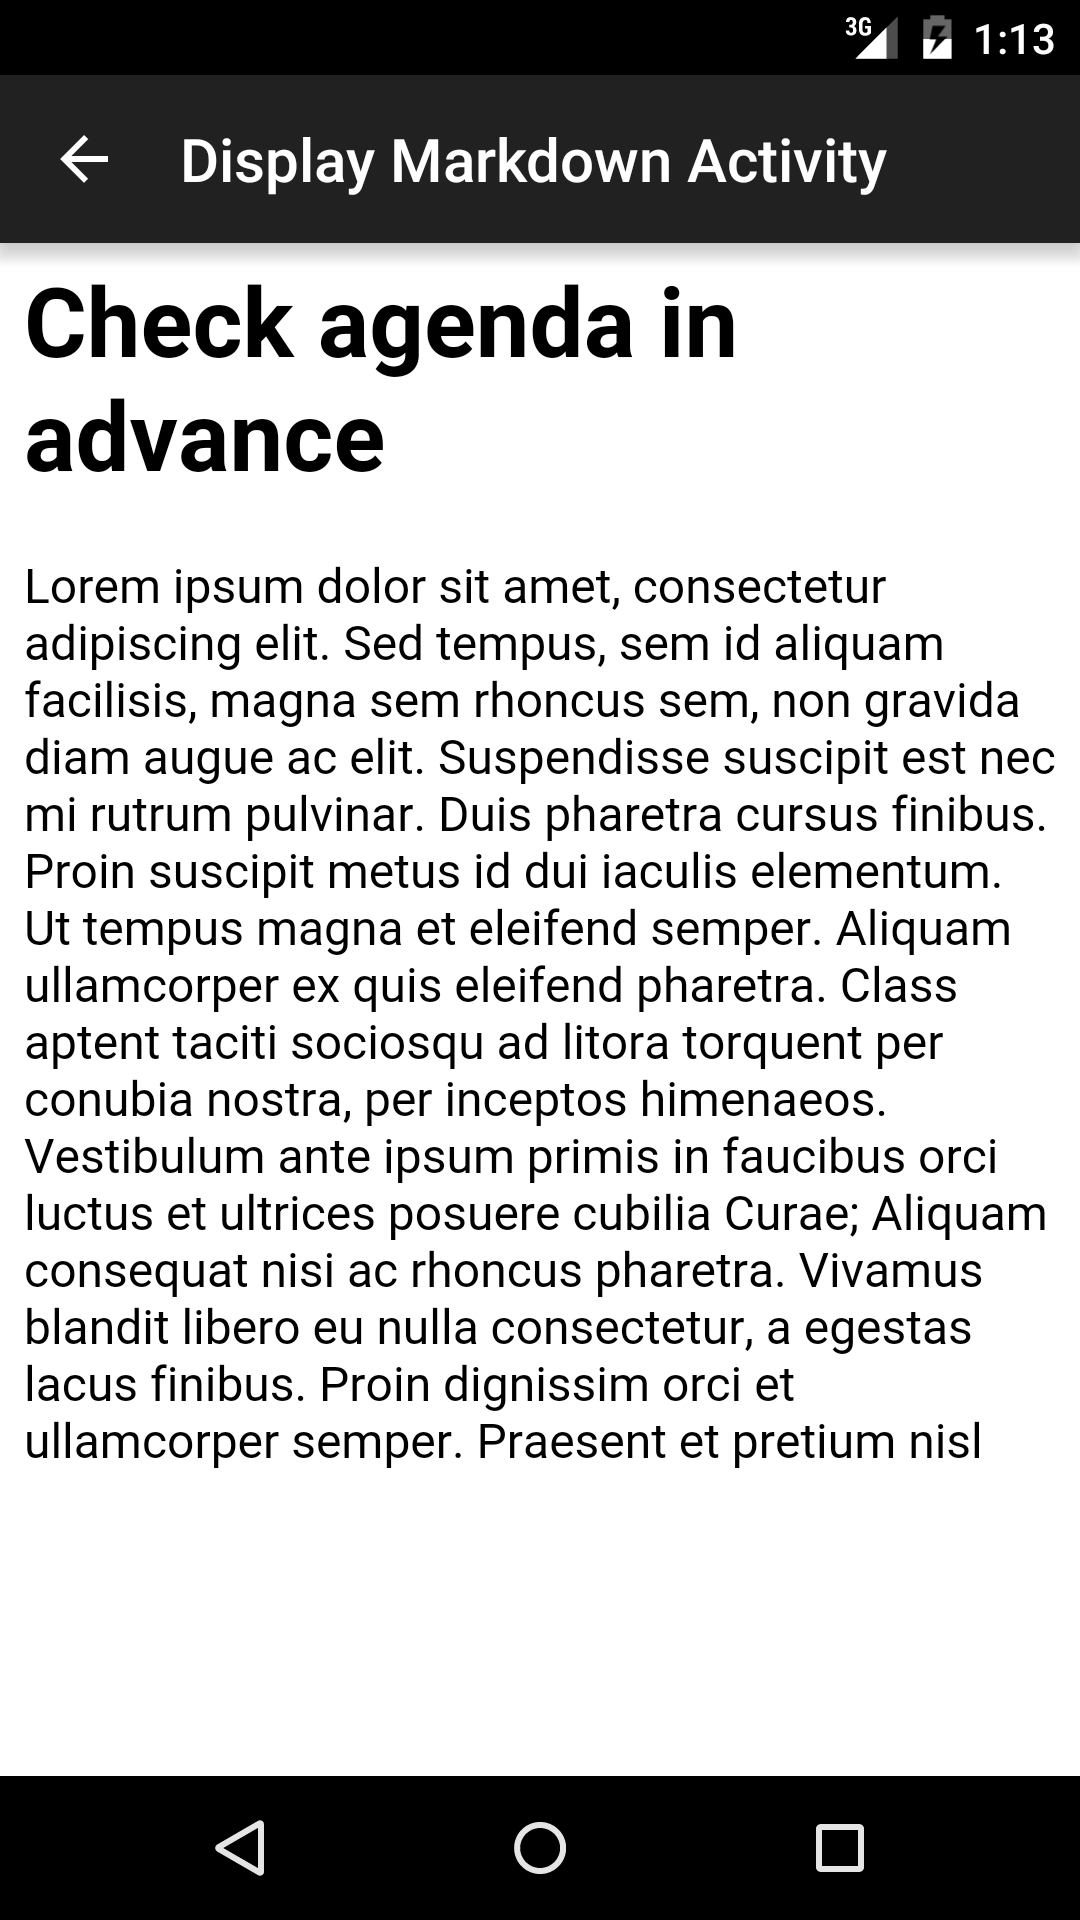 3G 1:13
Display Markdown Activity
Check agenda in
advance
Lorem ipsum dolor sit amet, consectetur
adipiscing elit. Sed tempus, sem id aliquam
facilisis, magna sem rhoncus sem, non gravida
diam augue ac elit. Suspendisse suscipit est nec
mi rutrum pulvinar. Duis pharetra cursus finibus.
Proin suscipit metus id dui iaculis elementum.
Ut tempus magna et eleifend semper. Aliquam
ullamcorper ex quis eleifend pharetra. Class
aptent taciti sociosqu ad litora torquent per
conubia nostra, per inceptos himenaeos.
Vestibulum ante ipsum primis in faucibus orci
luctus et ultrices posuere cubilia Curae; Aliquam
consequat nisi ac rhoncus pharetra. Vivamus
blandit libero eu nulla consectetur, a egestas
lacus finibus. Proin dignissim orci et
ullamcorper semper. Praesent et pretium nisl